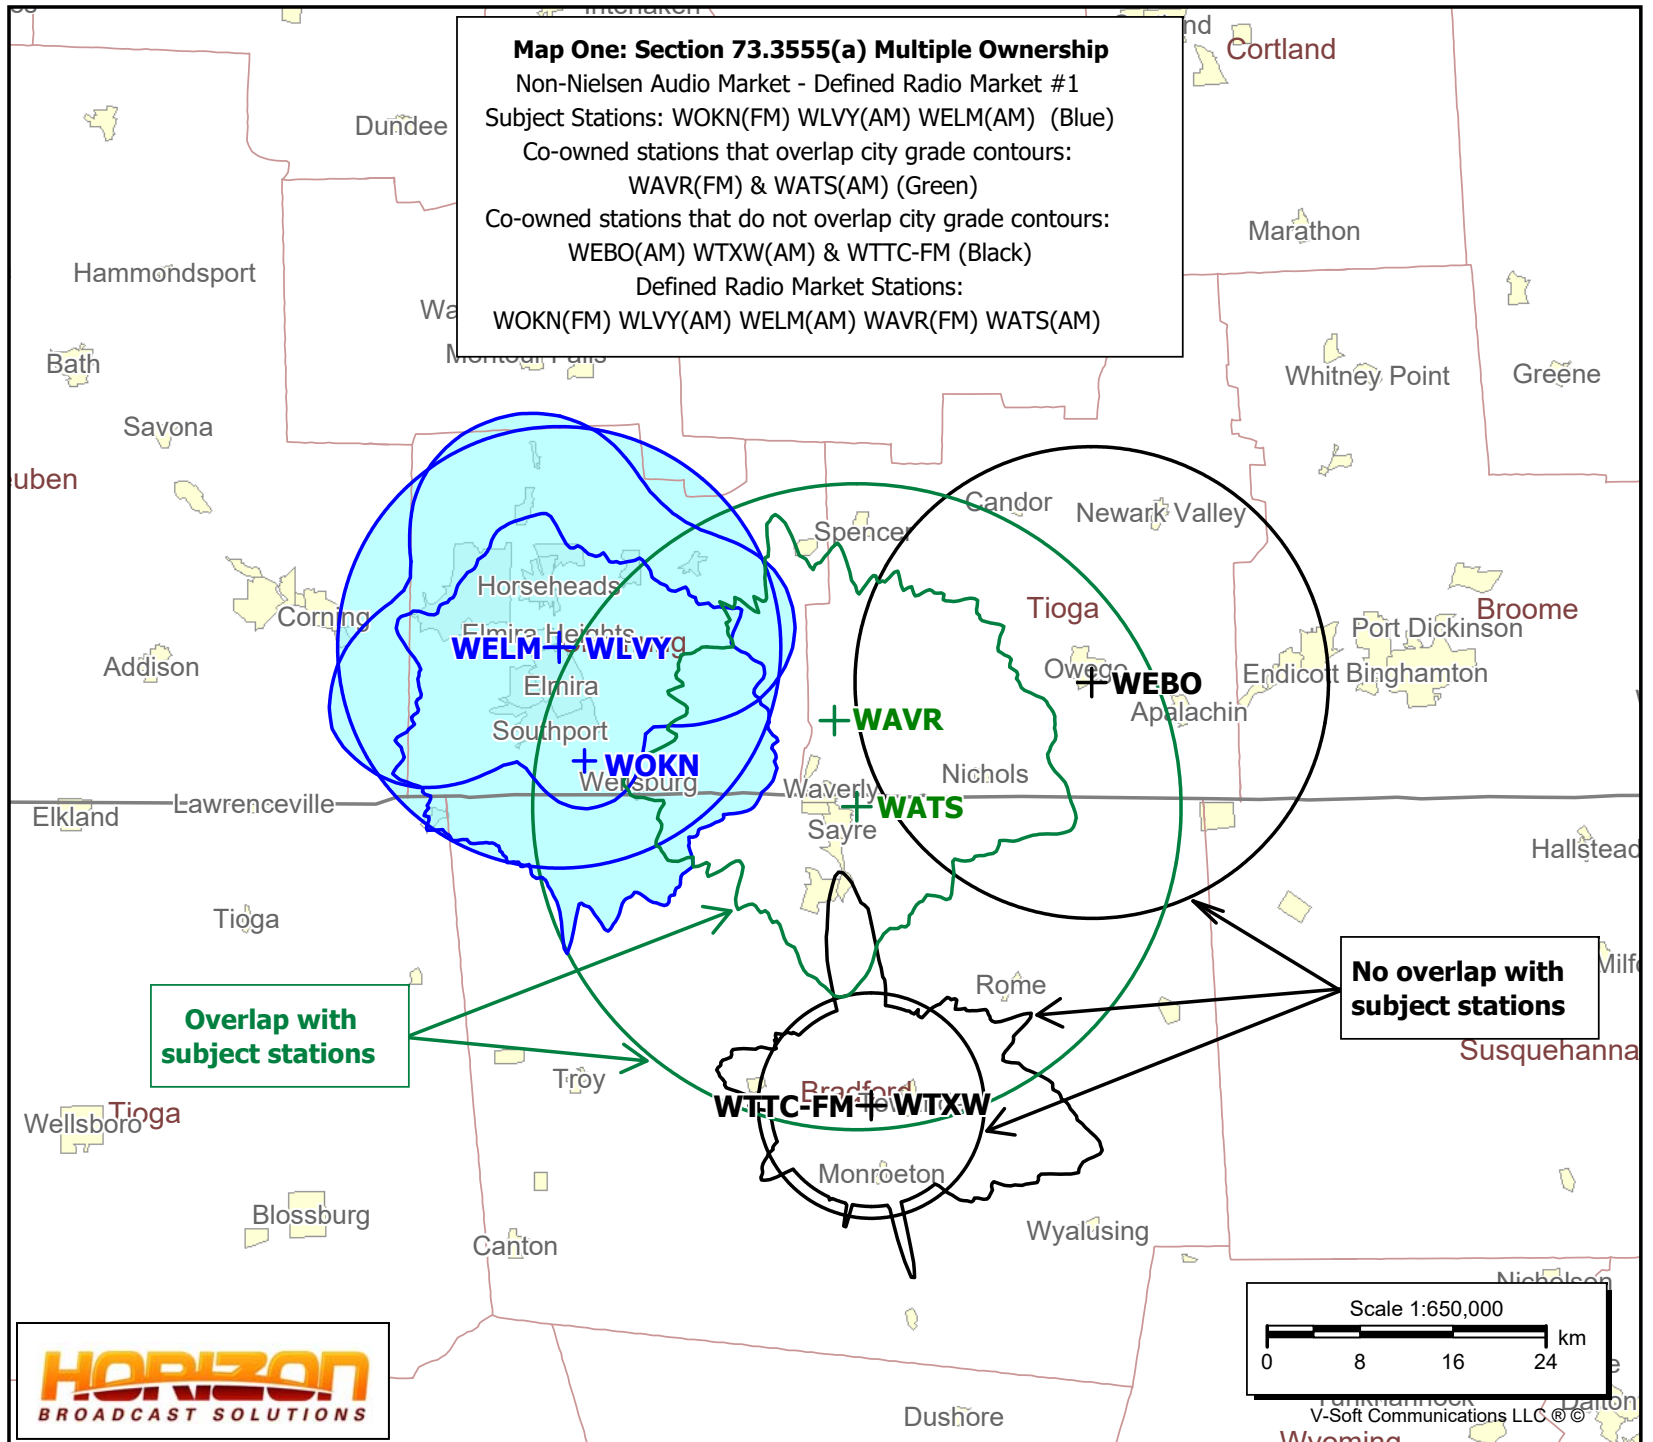 Map One: Section 73.3555(a) Multiple Ownership
Non-Nielsen Audio Market - Defined Radio Market #1
Subject Stations: WOKN(FM) WLVY(AM) WELM(AM) (Blue)
Co-owned stations that overlap city grade contours:
WAVR(FM) & WATS(AM) (Green)
Co-owned stations that do not overlap city grade contours:
WEBO(AM) WTXW(AM) & WTTC-FM (Black)
Defined Radio Market Stations:
WOKN(FM) WLVY(AM) WELM(AM) WAVR(FM) WATS(AM)
Cortland
Dundee
Marathon
Hammondsport
Bath
Whitney Point
Greene
Savona
Candor
Newark Valley
Spencer
Horseheads
Corning
Tioga
Broome
Elmira Heights
Port Dickinson
WELM
WLVY
Addison
Owego
Endicott
Binghamton
Elmira
WEBO
Apalachin
WAVR
Southport
WOKN
Wellsburg
Nichols
Waverly
Lawrenceville
WATS
Elkland
Sayre
Hallstead
Tioga
No overlap with
subject stations
Rome
Overlap with
subject stations
Susquehanna
Troy
Bradford
WTTC-FM
WTXW
Tioga
Wellsboro
Monroeton
Blossburg
Wyalusing
Canton
Nicholson
Scale 1:650,000
km
0 8 16 24
HORIZON
BROADCAST SOLUTIONS
Dushore
V-Soft Communications LLC ® ©
Wyoming